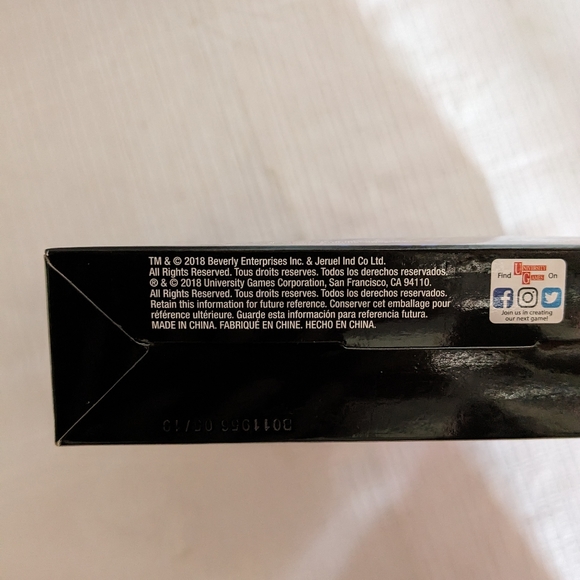 TM & © 2018 Beverly Enterprises Inc. & Jeruel Ind Co Ltd.
All Rights Reserved. Tous droits reserves. Todos los derechos reservados.
® & © 2018 University Games Corporation, San Francisco, CA 94110.
All Rights Reserved. Tous droits reserves. Todos los derechos reservados.
Retain this information for future reference. Conserver cet emballage pour
référence ultérieure. Guarde esta información para referencia futura.
MADE IN CHINA. FABRIQUÉ EN CHINE. HECHO EN CHINA.
Find UNIVERSITY GAMES On
Join us in creating
our next game!